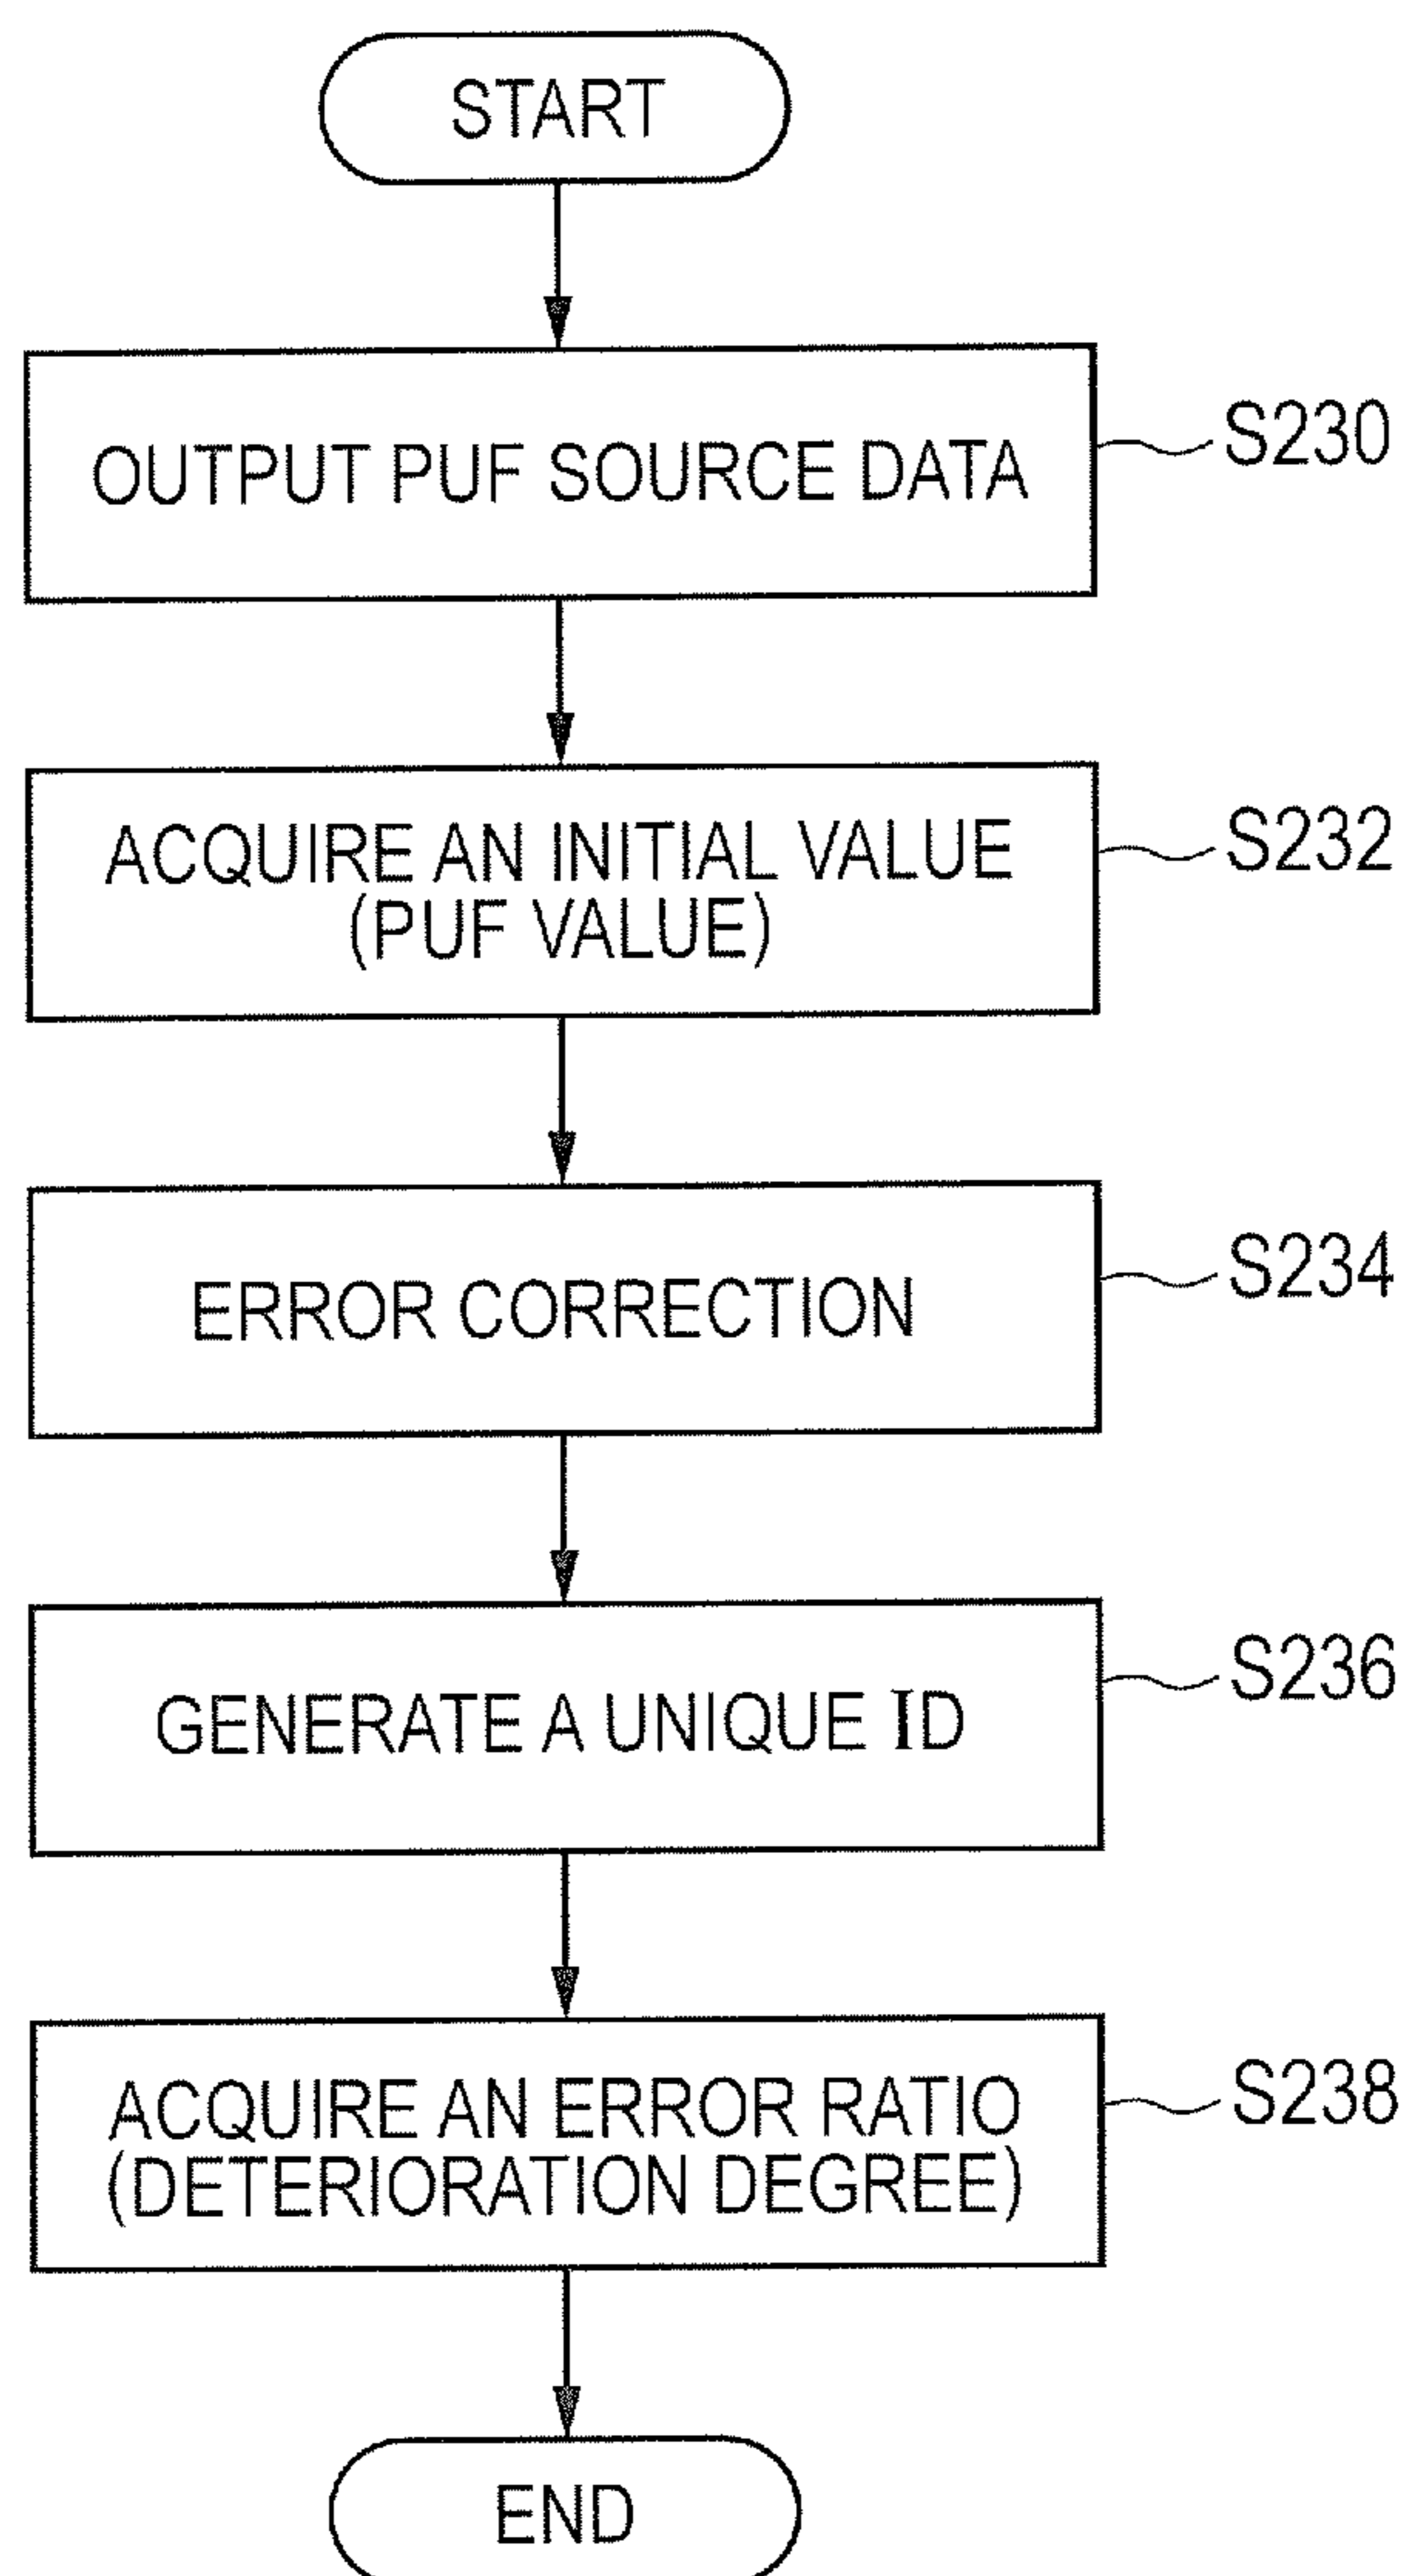 START
OUTPUT PUF SOURCE DATA
S230
ACQUIRE AN INITIAL VALUE
(PUF VALUE)
S232
ERROR CORRECTION
S234
GENERATE A UNIQUE ID
S236
ACQUIRE AN ERROR RATIO
(DETERIORATION DEGREE)
S238
END